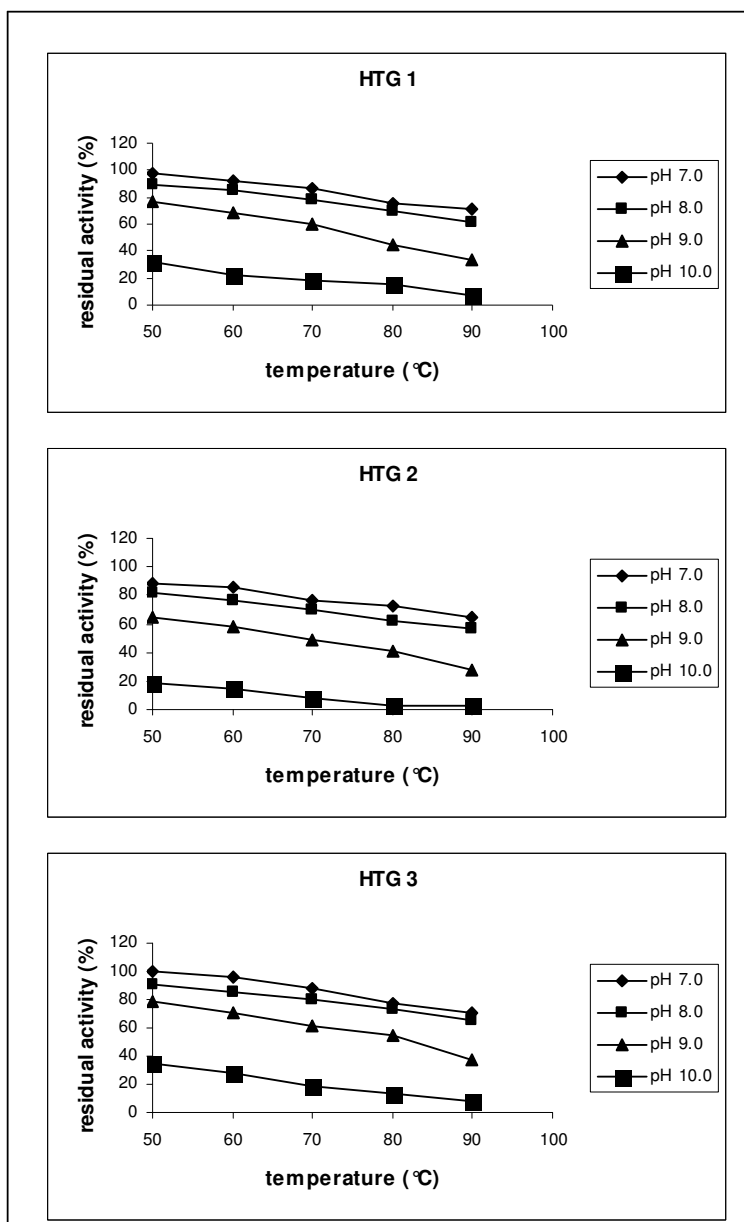 HTG 1
residual activity (%)
120
100
80
60
40
20
0
50 60 70 80 90 100
temperature (°C)
pH 7.0
pH 8.0
pH 9.0
pH 10.0
HTG 2
residual activity (%)
120
100
80
60
40
20
0
50 60 70 80 90 100
temperature (°C)
pH 7.0
pH 8.0
pH 9.0
pH 10.0
HTG 3
residual activity (%)
120
100
80
60
40
20
0
50 60 70 80 90 100
temperature (°C)
pH 7.0
pH 8.0
pH 9.0
pH 10.0